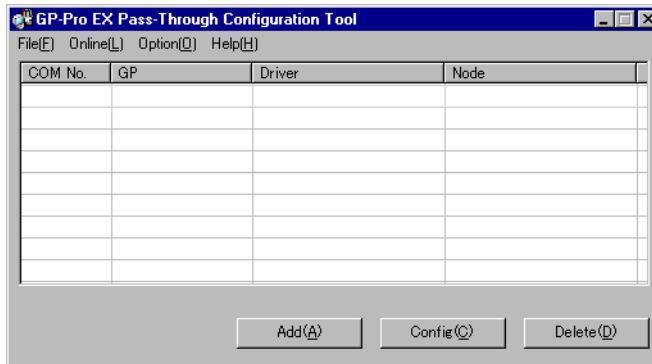 GP-Pro EX Pass-Through Configuration Tool
File(F) Online(L) Option(O) Help(H)
COM No. GP Driver Node
Add(A) Config(C) Delete(D)